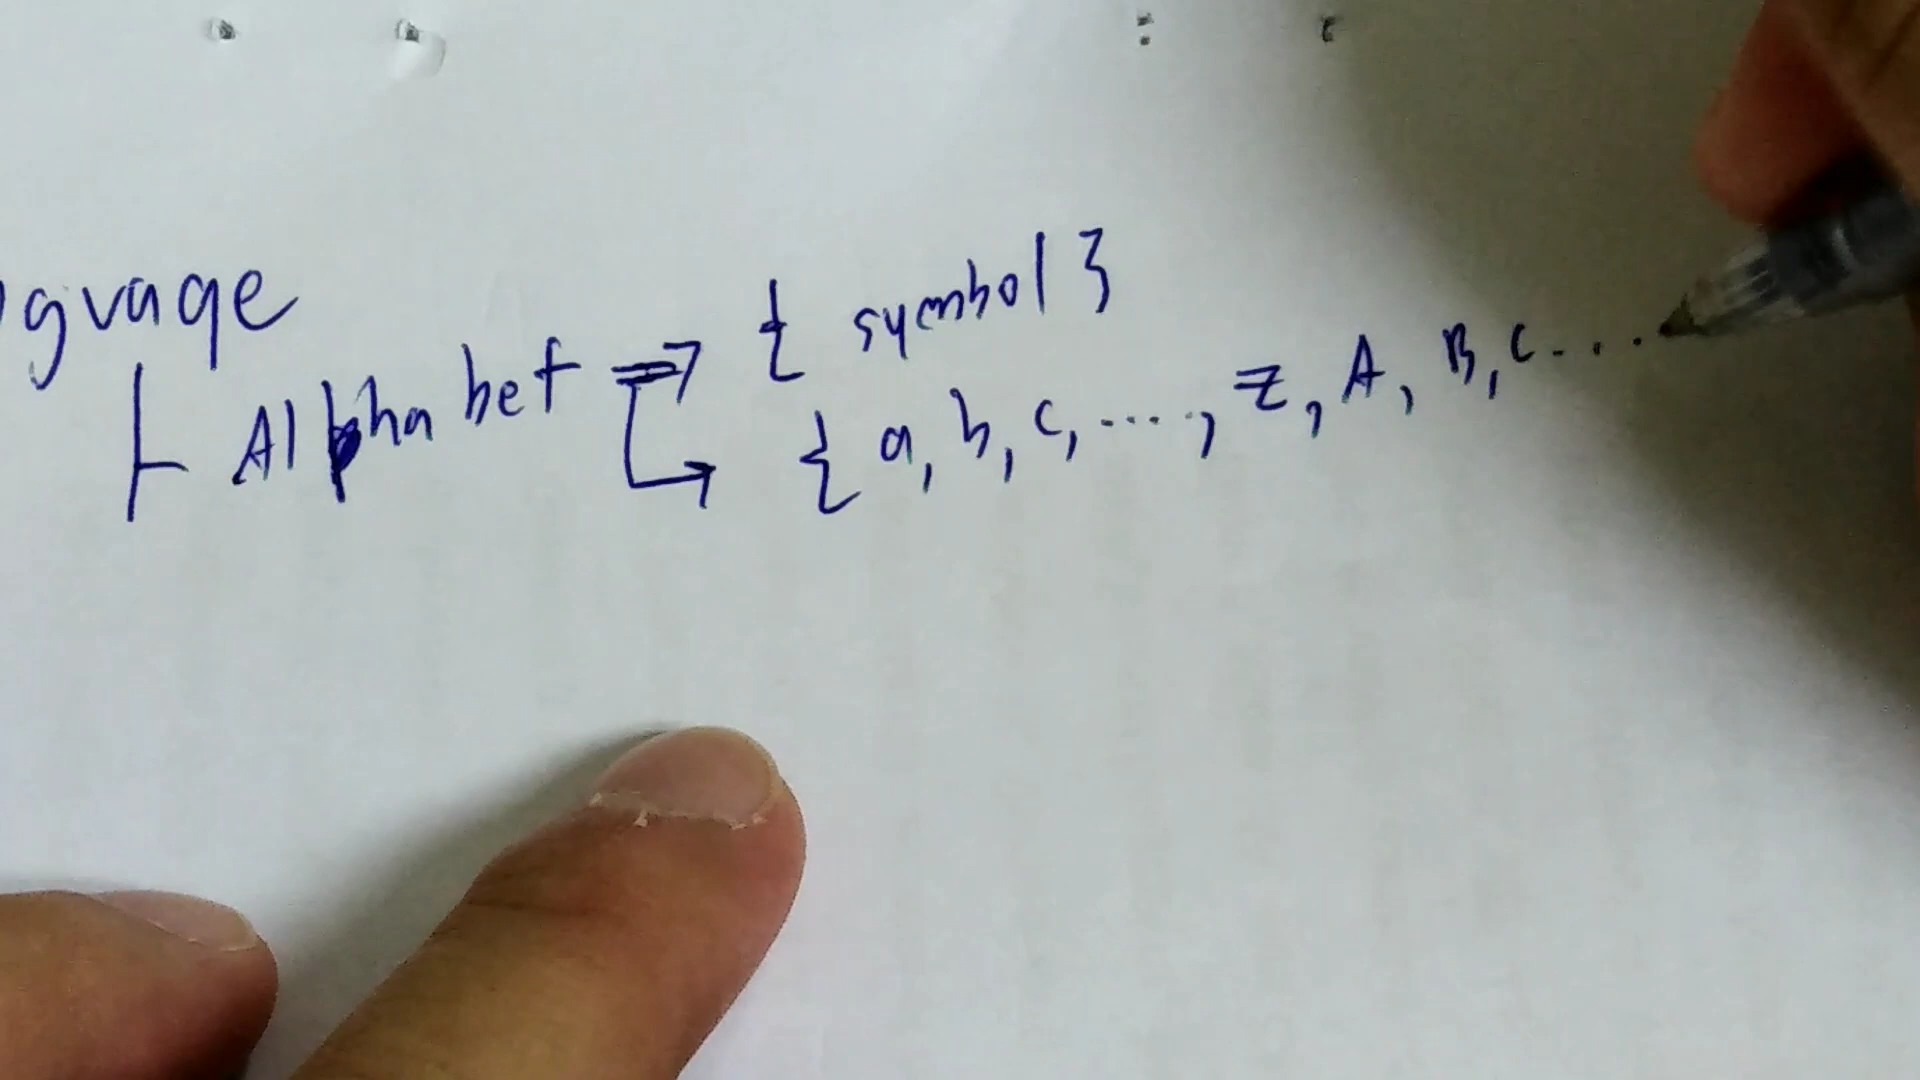 guage
Alphabet ⇒ { symbol }
→ { a, b, c, ...., z, A, B, c....